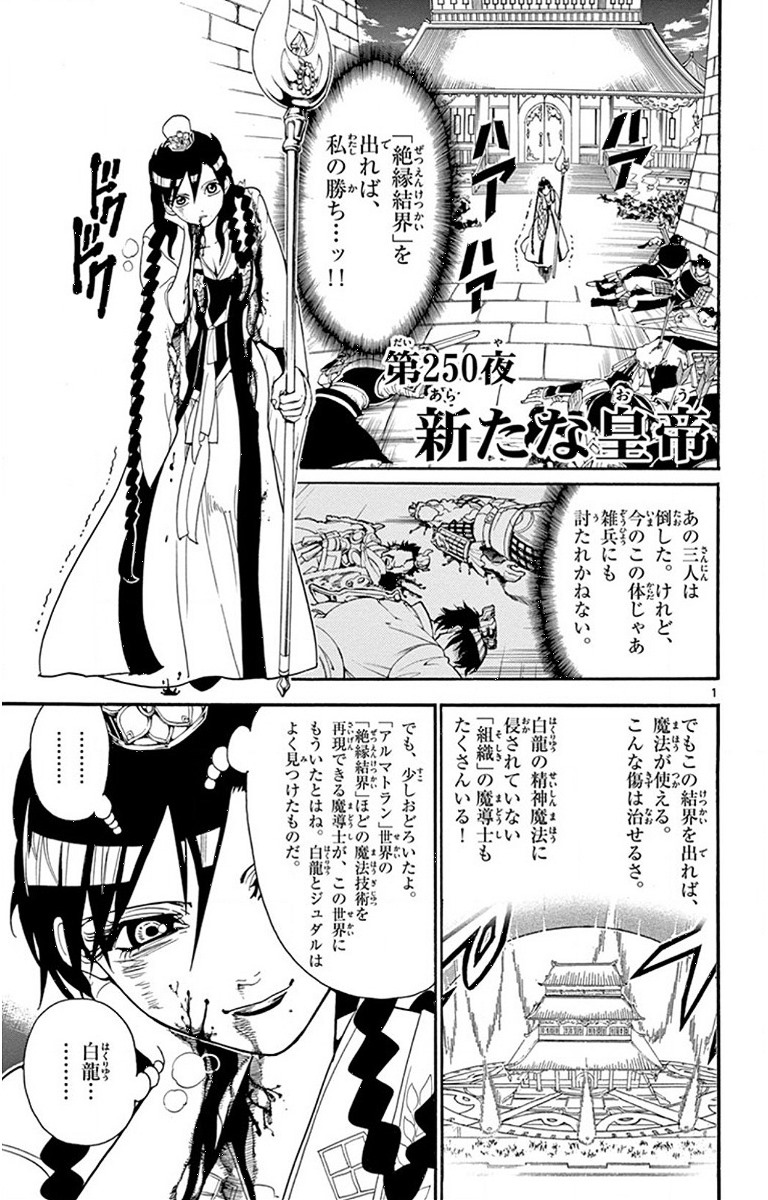 ハァ
ハァ
「絶縁結界」を
出れば、
私の勝ち…ッ!!
ドクドク
第250夜
新たな皇帝
あの三人は
倒した。けれど、
今のこの体じゃあ
雑兵にも
討たれかねない。
1
でもこの結界を出れば、
魔法が使える。
こんな傷は治せるさ。
白龍の精神魔法に
侵されていない
「組織」の魔導士も
たくさんいる!
でも、少しおどろいたよ。
「アルマトラン」世界の
「絶縁結界」ほどの魔法技術を
再現できる魔導士が、この世界に
もういたとはね。白龍とジュダルは
よく見つけたものだ。
………
………
白龍…
………